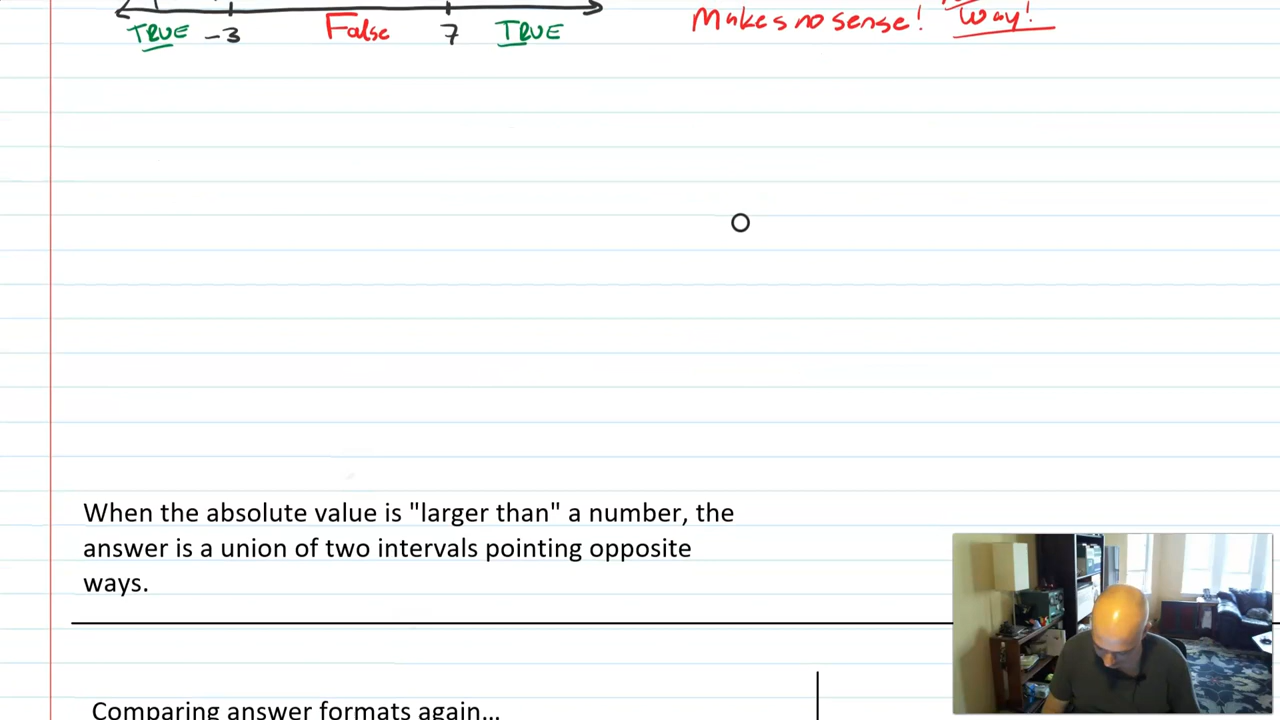 TRUE -3 False 7 TRUE Makes no sense! Way!
When the absolute value is "larger than" a number, the
answer is a union of two intervals pointing opposite
ways.
Comparing answer formats again...